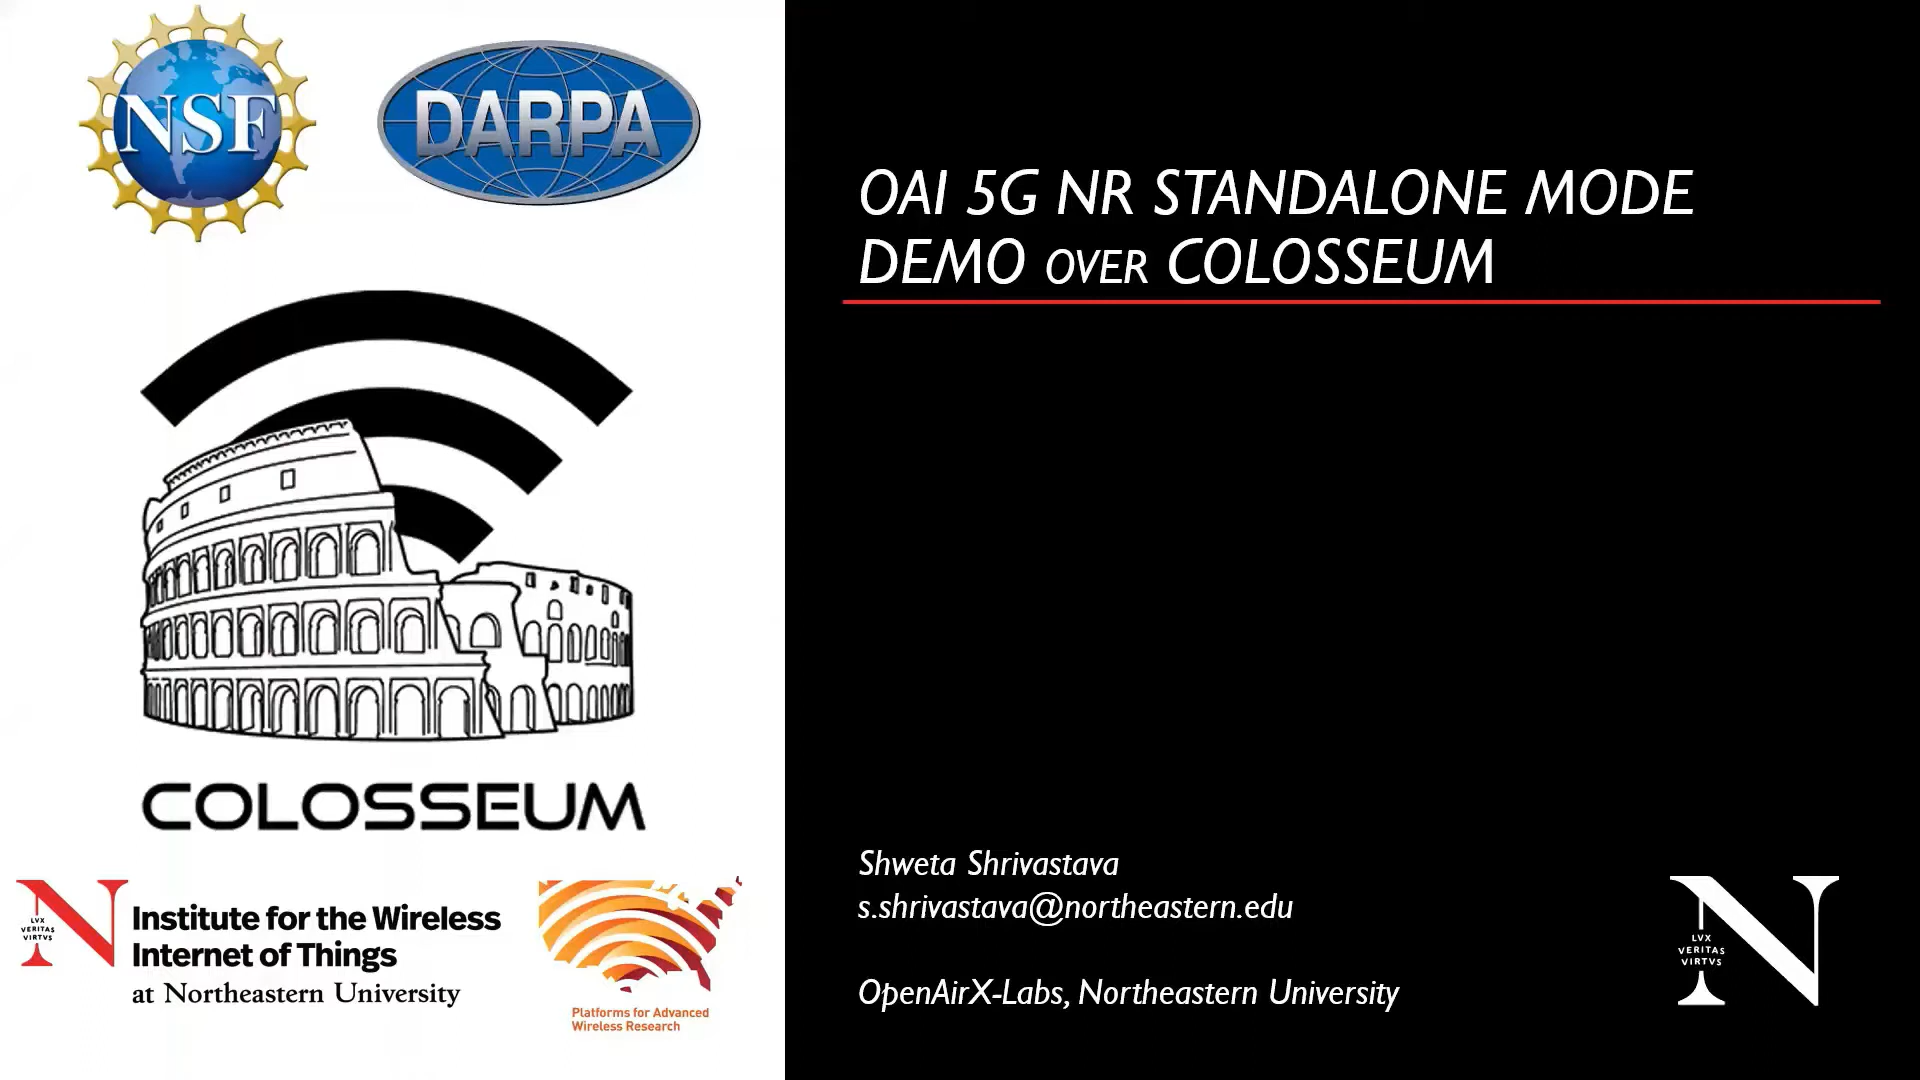 NSF
DARPA
COLOSSEUM
LVX
VERITAS
VIRTVS
Institute for the Wireless
Internet of Things
at Northeastern University
Platforms for Advanced
Wireless Research
OAI 5G NR STANDALONE MODE
DEMO OVER COLOSSEUM
Shweta Shrivastava
s.shrivastava@northeastern.edu
OpenAirX-Labs, Northeastern University
LVX
VERITAS
VIRTVS